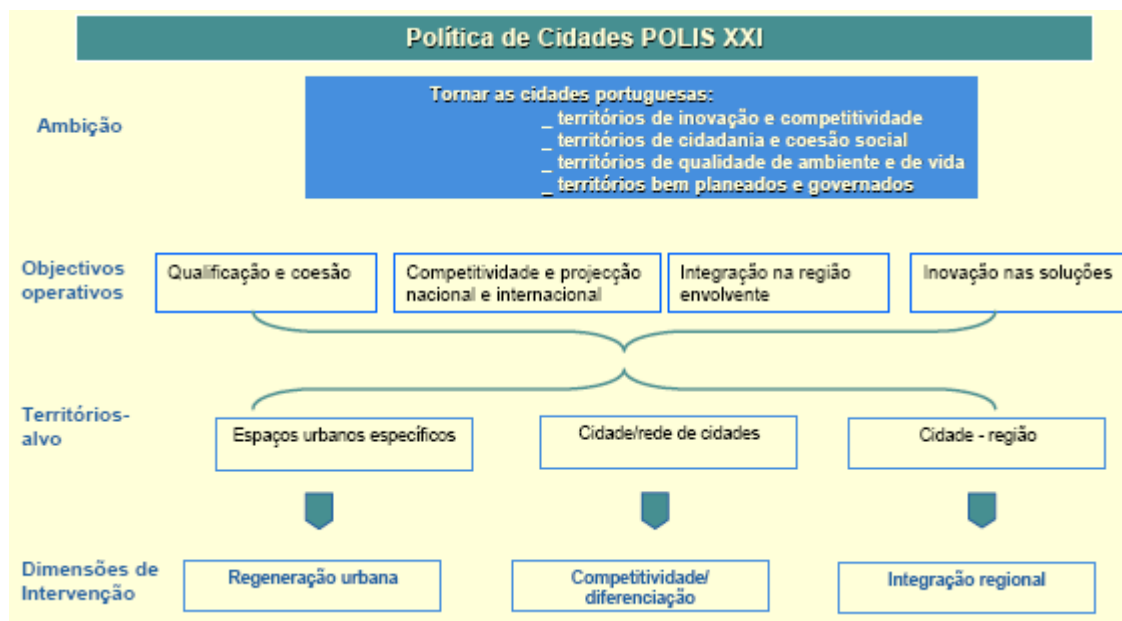 Política de Cidades POLIS XXI
Ambição
Tornar as cidades portuguesas:
_ territórios de inovação e competitividade
_ territórios de cidadania e coesão social
_ territórios de qualidade de ambiente e de vida
_ territórios bem planeados e governados
Objectivos
operativos
Qualificação e coesão
Competitividade e projecção
nacional e internacional
Integração na região
envolvente
Inovação nas soluções
Territórios-
alvo
Espaços urbanos específicos
Cidade/rede de cidades
Cidade - região
Dimensões de
Intervenção
Regeneração urbana
Competitividade/
diferenciação
Integração regional